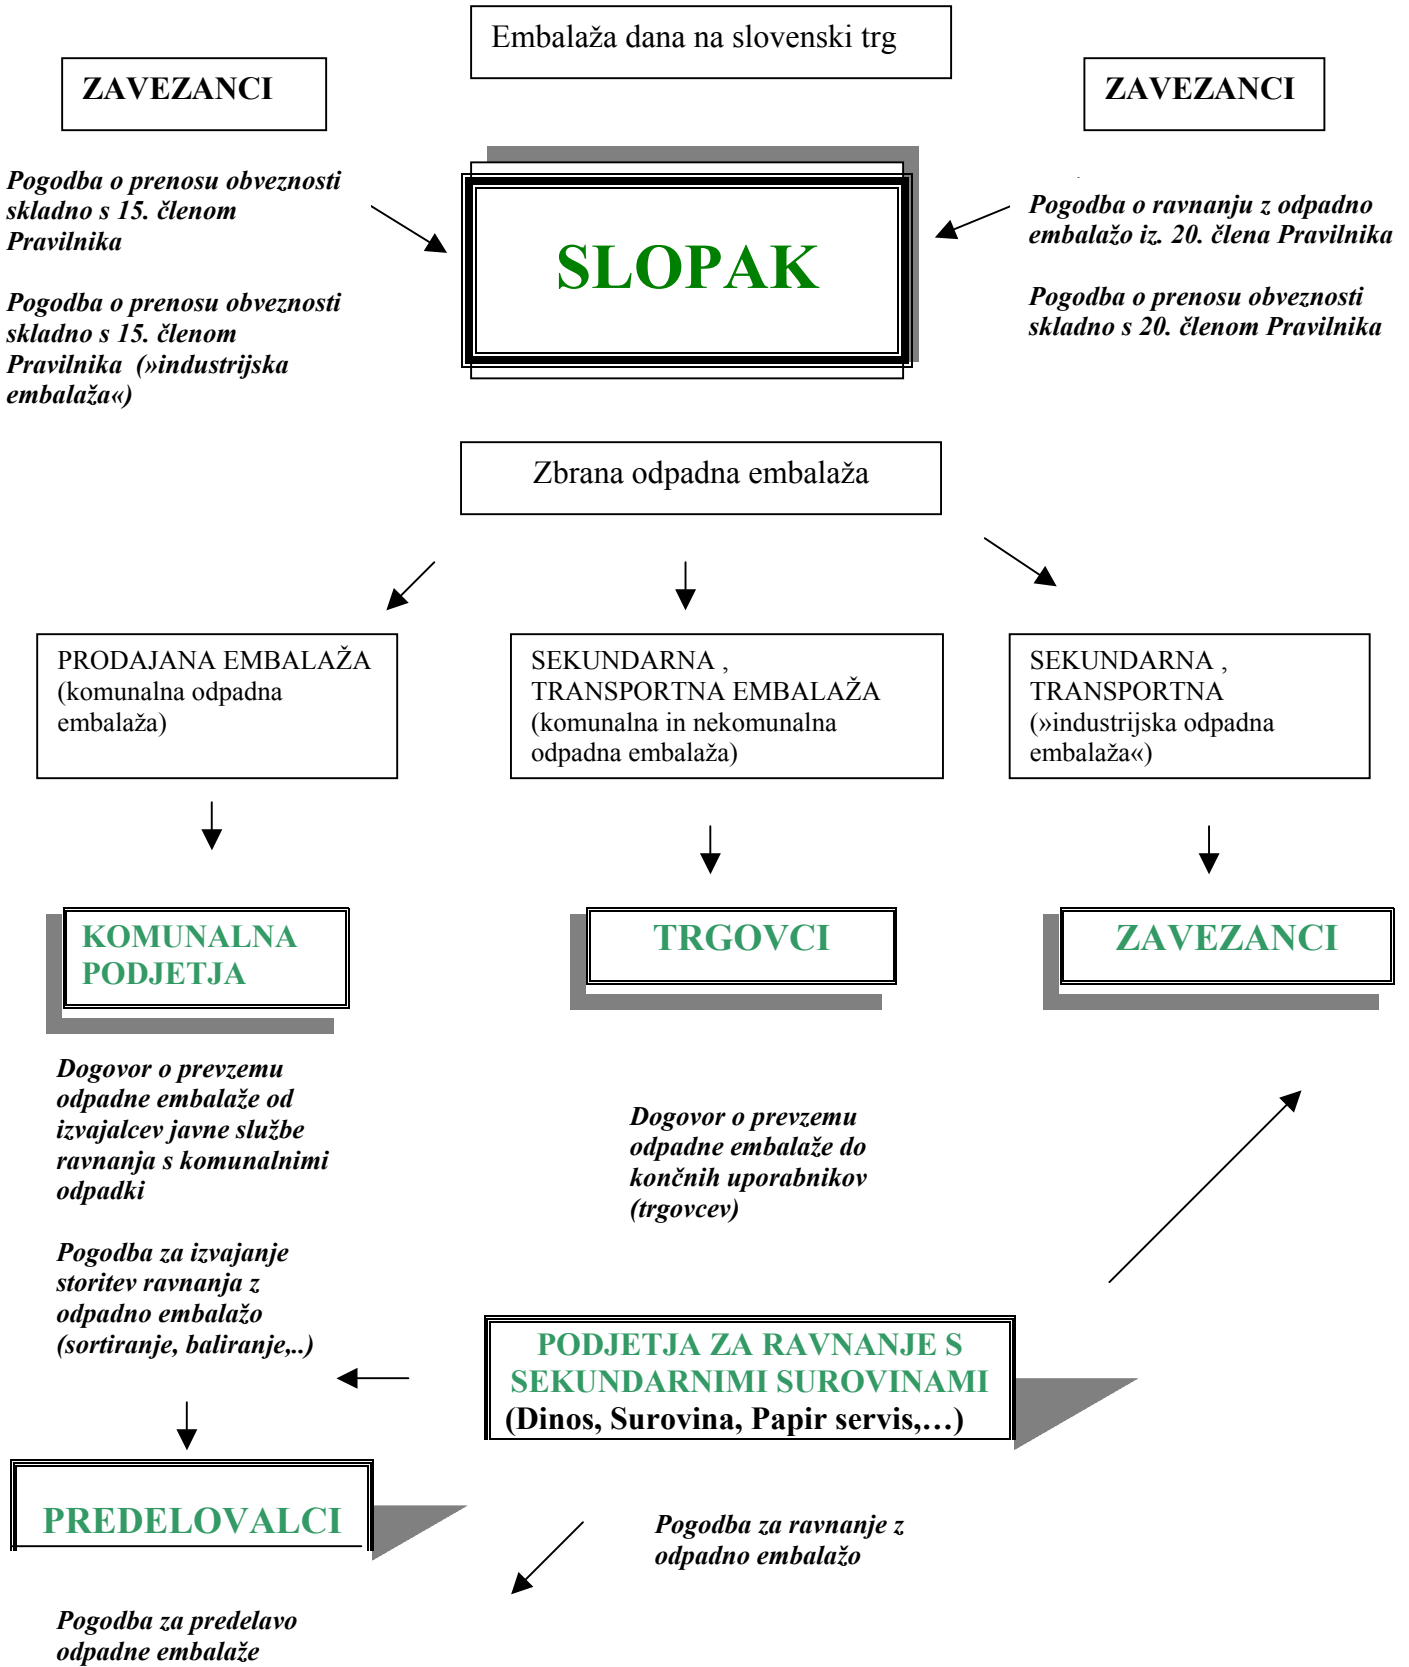 Embalaža dana na slovenski trg
ZAVEZANCI
ZAVEZANCI
Pogodba o prenosu obveznosti
skladno s 15. členom
Pravilnika
Pogodba o prenosu obveznosti
skladno s 15. členom
Pravilnika (»industrijska
embalaža«)
SLOPAK
Pogodba o ravnanju z odpadno
embalažo iz. 20. člena Pravilnika
Pogodba o prenosu obveznosti
skladno s 20. členom Pravilnika
Zbrana odpadna embalaža
PRODAJANA EMBALAŽA
(komunalna odpadna
embalaža)
SEKUNDARNA ,
TRANSPORTNA EMBALAŽA
(komunalna in nekomunalna
odpadna embalaža)
SEKUNDARNA ,
TRANSPORTNA
(»industrijska odpadna
embalaža«)
KOMUNALNA
PODJETJA
TRGOVCI
ZAVEZANCI
Dogovor o prevzemu
odpadne embalaže od
izvajalcev javne službe
ravnanja s komunalnimi
odpadki
Dogovor o prevzemu
odpadne embalaže do
končnih uporabnikov
(trgovcev)
Pogodba za izvajanje
storitev ravnanja z
odpadno embalažo
(sortiranje, baliranje,..)
PODJETJA ZA RAVNANJE S
SEKUNDARNIMI SUROVINAMI
(Dinos, Surovina, Papir servis,…)
PREDELOVALCI
Pogodba za ravnanje z
odpadno embalažo
Pogodba za predelavo
odpadne embalaže